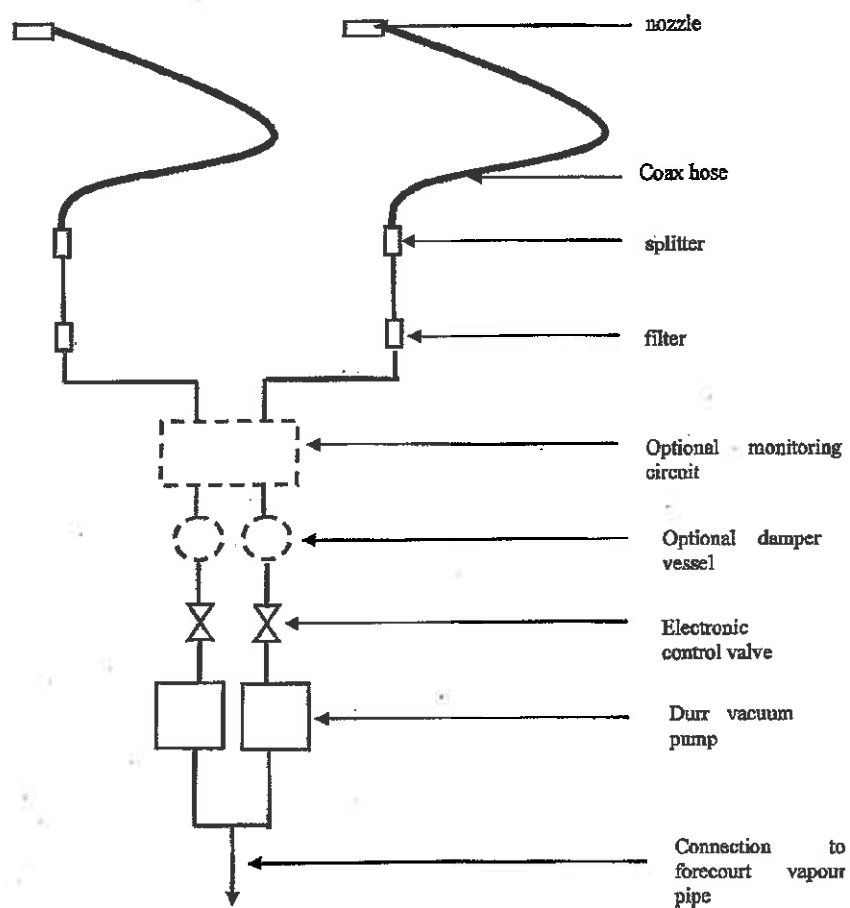 nozzle
Coax hose
splitter
filter
Optional monitoring
circuit
Optional damper
vessel
Electronic
control valve
Durr vacuum
pump
Connection to
forecourt vapour
pipe